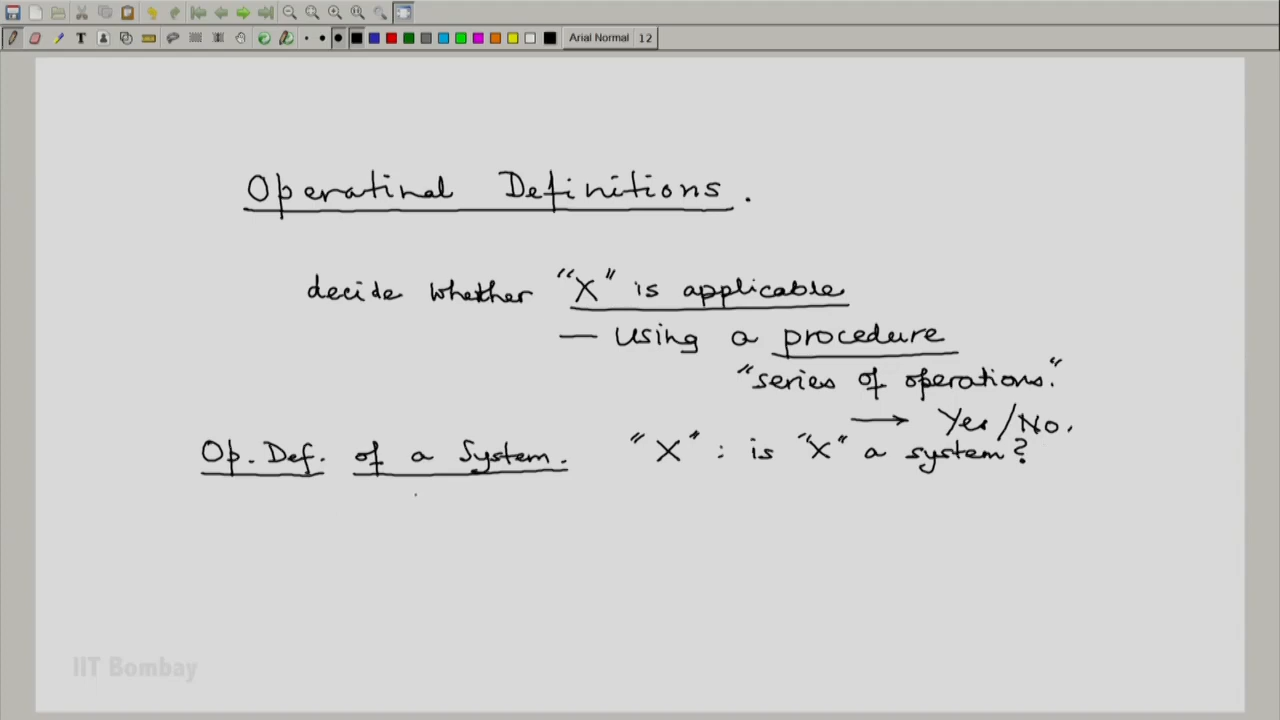 Arial Normal 12
Operatinal Definitions.
decide whether "X" is applicable
— Using a procedure
"series of operations."
→ Yes/No.
Op. Def. of a System. "X" : is "X" a system?
IIT Bombay